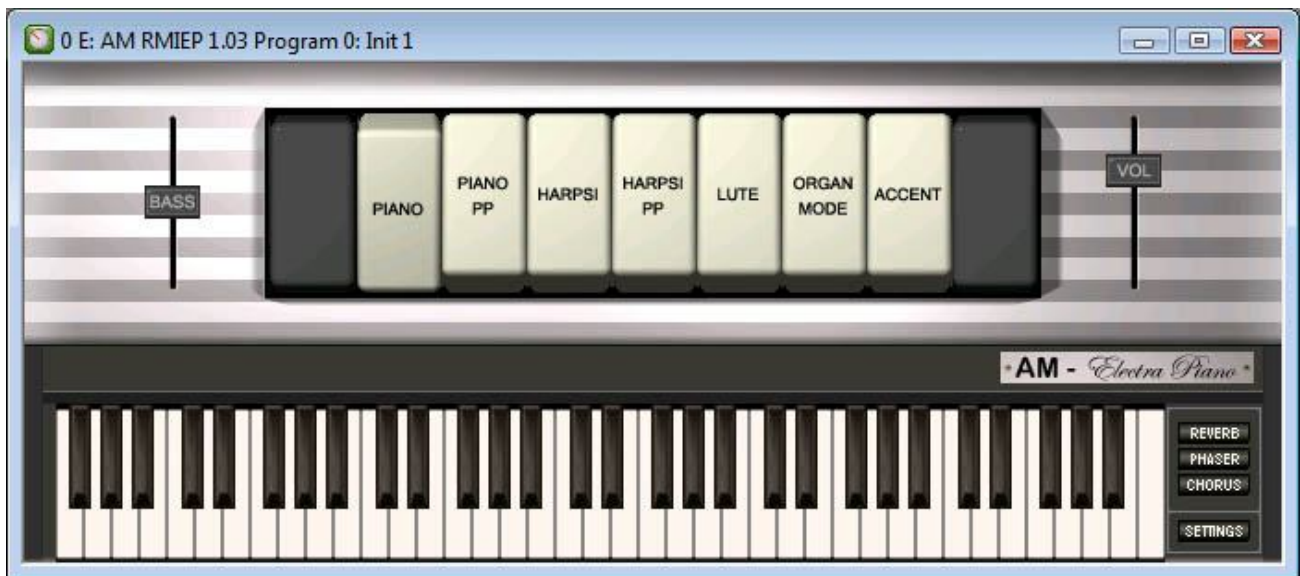 0 E: AM RMIEP 1.03 Program 0: Init 1
BASS
PIANO
PIANO
PP
HARPSI
HARPSI
PP
LUTE
ORGAN
MODE
ACCENT
VOL
AM - Electra Piano
REVERB
PHASER
CHORUS
SETTINGS